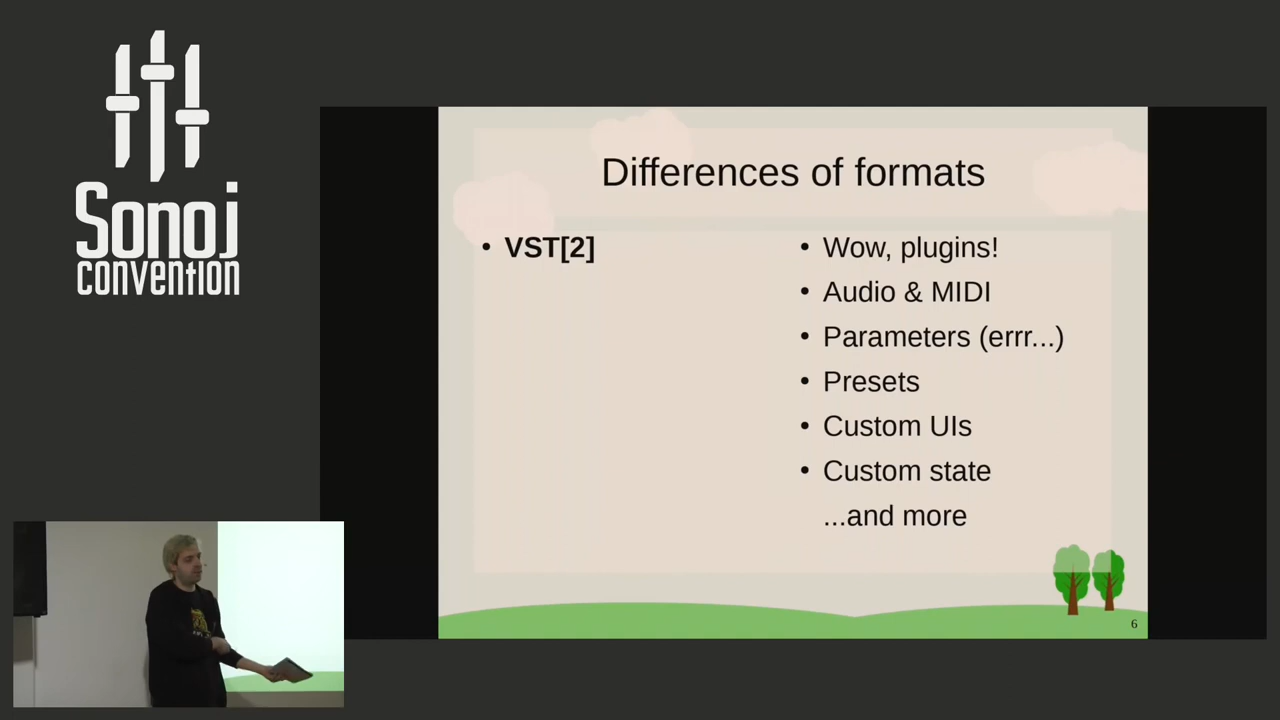 Sonoj
convention
Differences of formats
• VST[2]
• Wow, plugins!
• Audio & MIDI
• Parameters (errr...)
• Presets
• Custom UIs
• Custom state
...and more
6